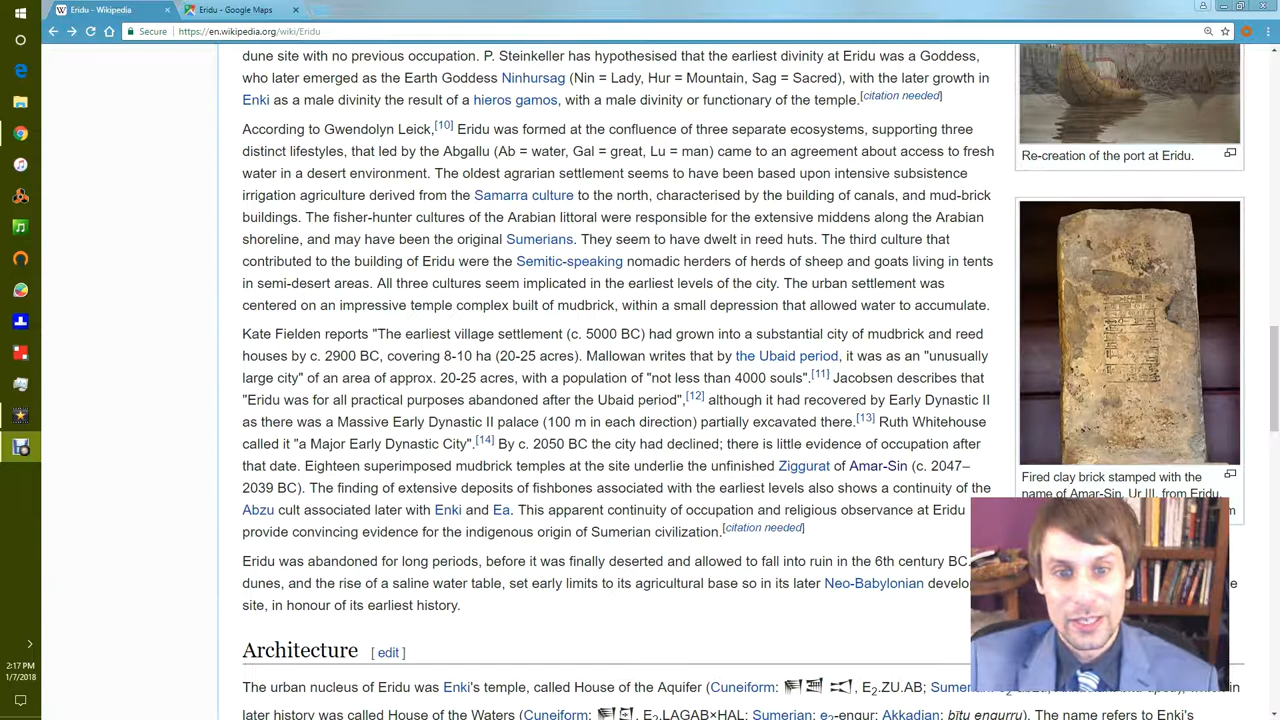 Eridu - Wikipedia
Eridu - Google Maps
Secure https://en.wikipedia.org/wiki/Eridu
dune site with no previous occupation. P. Steinkeller has hypothesised that the earliest divinity at Eridu was a Goddess,
who later emerged as the Earth Goddess Ninhursag (Nin = Lady, Hur = Mountain, Sag = Sacred), with the later growth in
Enki as a male divinity the result of a hieros gamos, with a male divinity or functionary of the temple.[citation needed]
According to Gwendolyn Leick,[10] Eridu was formed at the confluence of three separate ecosystems, supporting three
distinct lifestyles, that led by the Abgallu (Ab = water, Gal = great, Lu = man) came to an agreement about access to fresh
water in a desert environment. The oldest agrarian settlement seems to have been based upon intensive subsistence
irrigation agriculture derived from the Samarra culture to the north, characterised by the building of canals, and mud-brick
buildings. The fisher-hunter cultures of the Arabian littoral were responsible for the extensive middens along the Arabian
shoreline, and may have been the original Sumerians. They seem to have dwelt in reed huts. The third culture that
contributed to the building of Eridu were the Semitic-speaking nomadic herders of herds of sheep and goats living in tents
in semi-desert areas. All three cultures seem implicated in the earliest levels of the city. The urban settlement was
centered on an impressive temple complex built of mudbrick, within a small depression that allowed water to accumulate.
Kate Fielden reports "The earliest village settlement (c. 5000 BC) had grown into a substantial city of mudbrick and reed
houses by c. 2900 BC, covering 8-10 ha (20-25 acres). Mallowan writes that by the Ubaid period, it was as an "unusually
large city" of an area of approx. 20-25 acres, with a population of "not less than 4000 souls".[11] Jacobsen describes that
"Eridu was for all practical purposes abandoned after the Ubaid period",[12] although it had recovered by Early Dynastic II
as there was a Massive Early Dynastic II palace (100 m in each direction) partially excavated there.[13] Ruth Whitehouse
called it "a Major Early Dynastic City".[14] By c. 2050 BC the city had declined; there is little evidence of occupation after
that date. Eighteen superimposed mudbrick temples at the site underlie the unfinished Ziggurat of Amar-Sin (c. 2047–
2039 BC). The finding of extensive deposits of fishbones associated with the earliest levels also shows a continuity of the
Abzu cult associated later with Enki and Ea. This apparent continuity of occupation and religious observance at Eridu
provide convincing evidence for the indigenous origin of Sumerian civilization.[citation needed]
Eridu was abandoned for long periods, before it was finally deserted and allowed to fall into ruin in the 6th century BC.
dunes, and the rise of a saline water table, set early limits to its agricultural base so in its later Neo-Babylonian
site, in honour of its earliest history.
Architecture [ edit ]
The urban nucleus of Eridu was Enki's temple, called House of the Aquifer (Cuneiform: E2.ZU.AB;
later history was called House of the Waters (Cuneiform: E2.LAGAB×HAL; Sumerian: e2-engur; Akkadian: bītu engurru). The name refers to Enki's
Re-creation of the port at Eridu.
Fired clay brick stamped with the
name of Amar-Sin, Ur III, from Eridu.
2:17 PM
1/7/2018